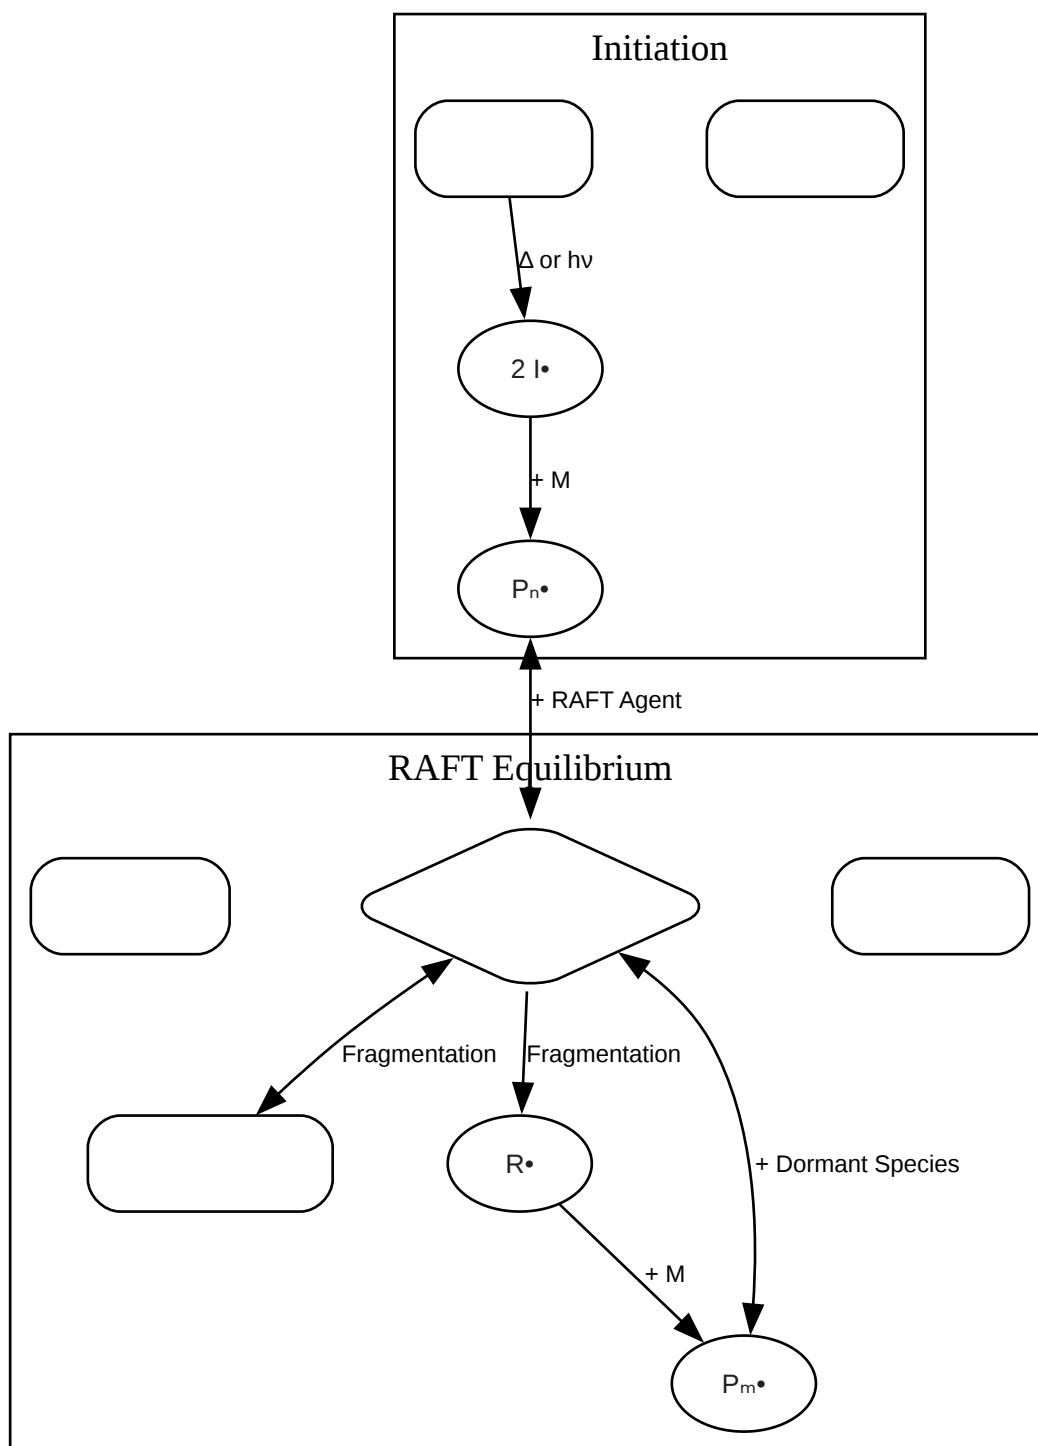 Initiation
Δ or hν
2 I•
+ M
Pₙ•
+ RAFT Agent
RAFT Equilibrium
Fragmentation
Fragmentation
R•
+ Dormant Species
+ M
Pₘ•